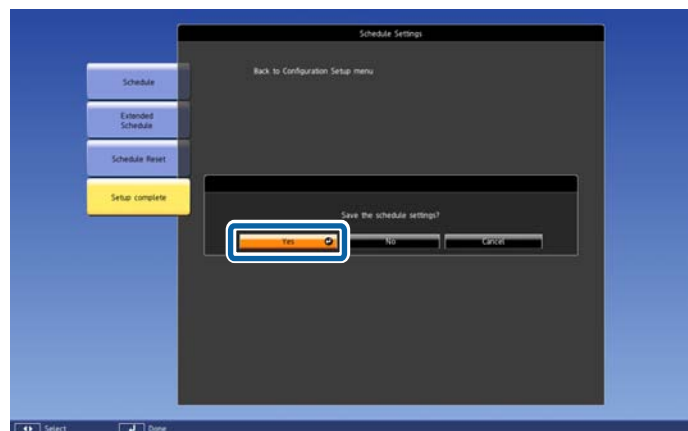 Schedule Settings
Schedule
Back to Configuration Setup menu
Extended
Schedule
Schedule Reset
Setup complete
Save the schedule settings?
Yes No Cancel
Select Done